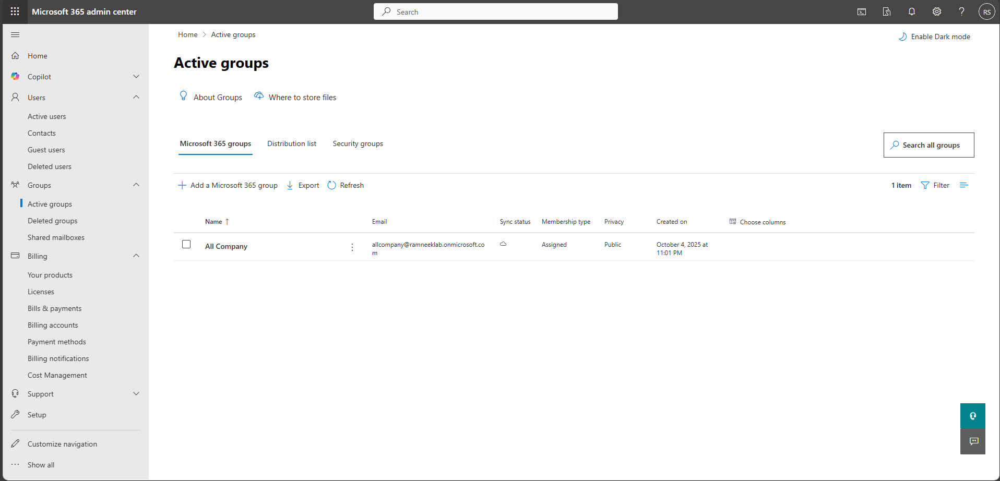 Microsoft 365 admin center
Search
RS
Home
Copilot
Users
Active users
Contacts
Guest users
Deleted users
Groups
Active groups
Deleted groups
Shared mailboxes
Billing
Your products
Licenses
Bills & payments
Billing accounts
Payment methods
Billing notifications
Cost Management
Support
Setup
Customize navigation
Show all
Home > Active groups
Enable Dark mode
Active groups
About Groups
Where to store files
Microsoft 365 groups
Distribution list
Security groups
Search all groups
Add a Microsoft 365 group
Export
Refresh
1 item
Filter
Name ↑
Email
Sync status
Membership type
Privacy
Created on
Choose columns
All Company
allcompany@ramneeklab.onmicrosoft.co
m
Assigned
Public
October 4, 2025 at
11:01 PM